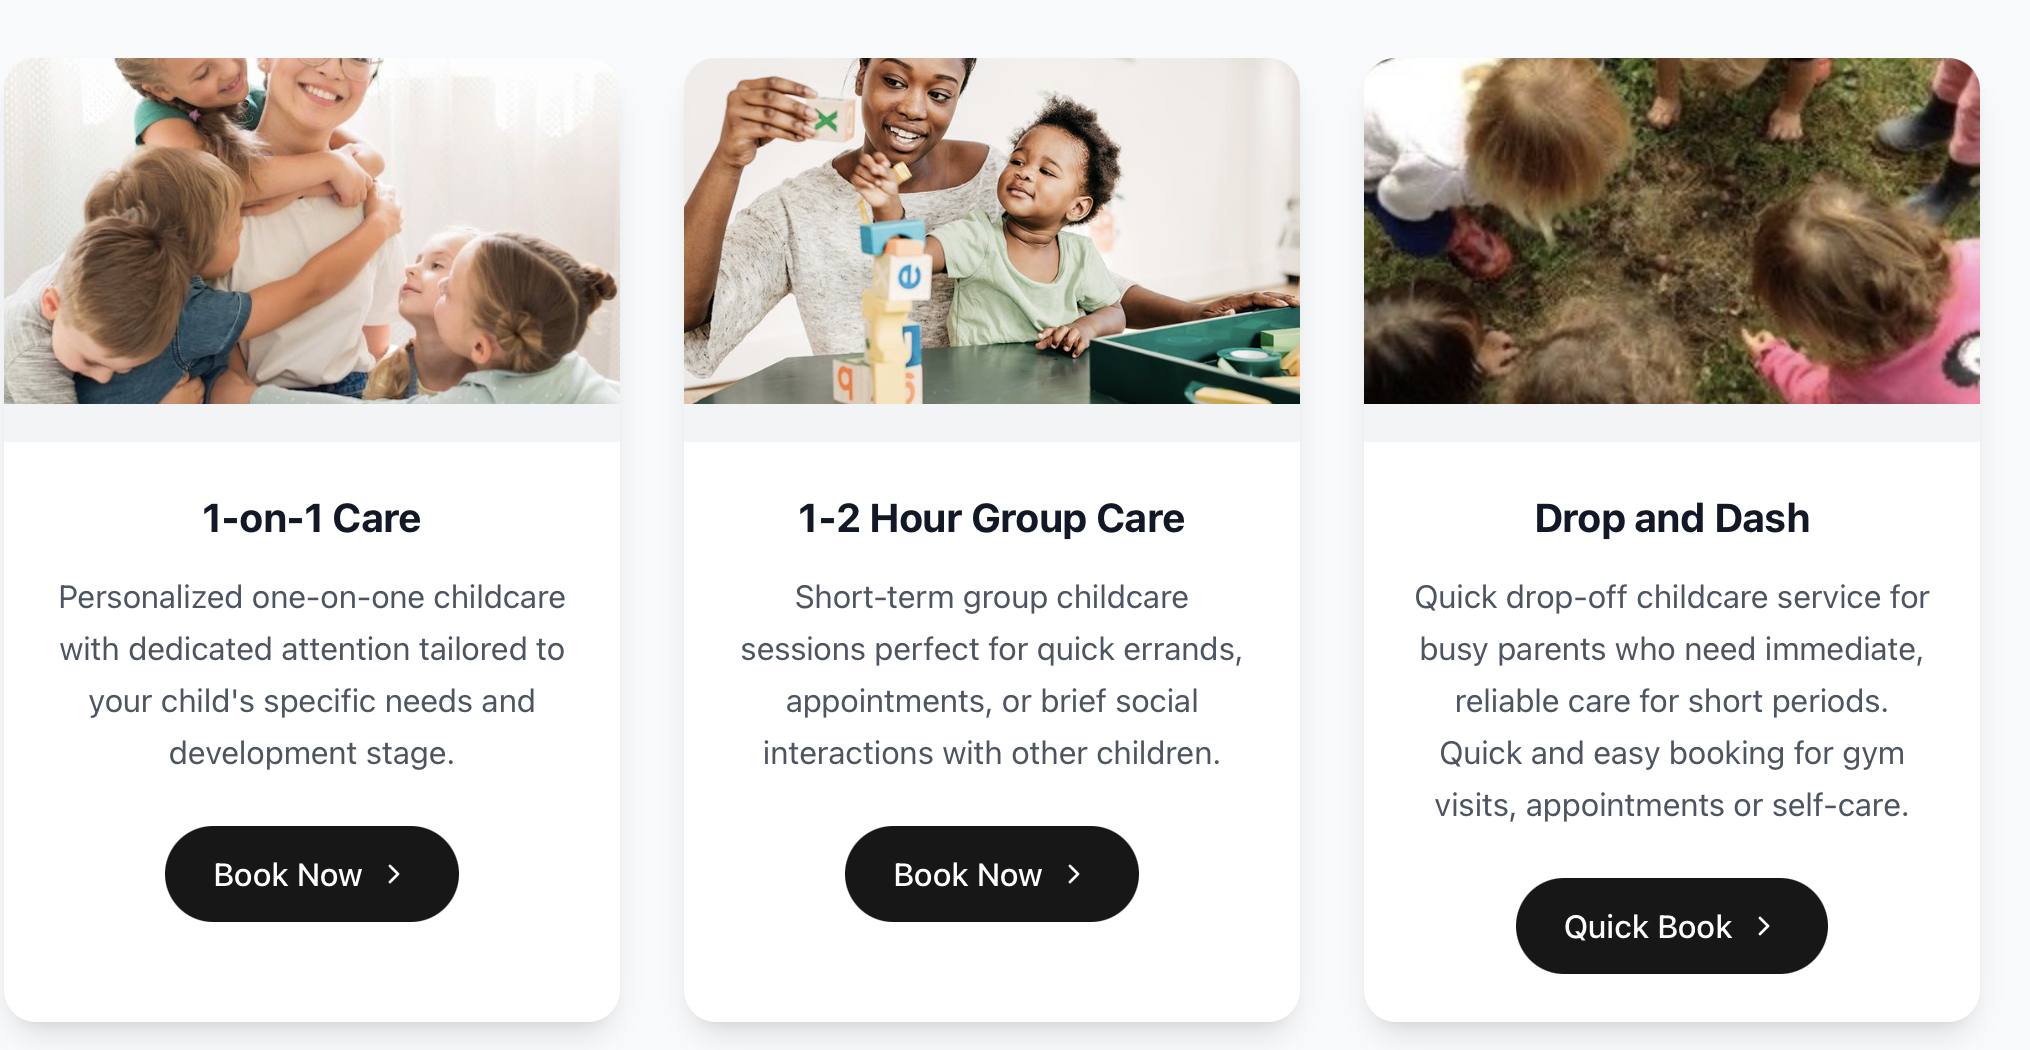 1-on-1 Care
Personalized one-on-one childcare
with dedicated attention tailored to
your child's specific needs and
development stage.
Book Now
x
e
q
1-2 Hour Group Care
Short-term group childcare
sessions perfect for quick errands,
appointments, or brief social
interactions with other children.
Book Now
Drop and Dash
Quick drop-off childcare service for
busy parents who need immediate,
reliable care for short periods.
Quick and easy booking for gym
visits, appointments or self-care.
Quick Book